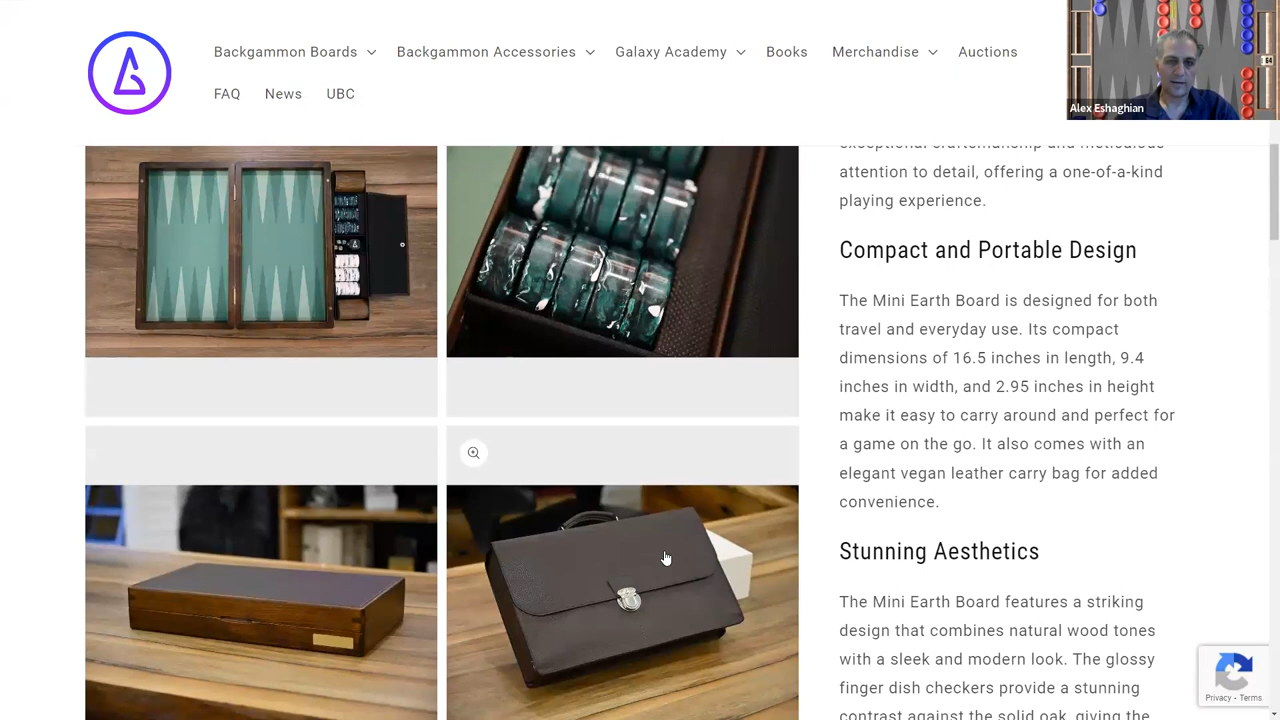 Backgammon Boards
Backgammon Accessories
Galaxy Academy
Books
Merchandise
Auctions
FAQ
News
UBC
Alex Eshaghian
64
exceptional craftsmanship and meticulous
attention to detail, offering a one-of-a-kind
playing experience.
Compact and Portable Design
The Mini Earth Board is designed for both
travel and everyday use. Its compact
dimensions of 16.5 inches in length, 9.4
inches in width, and 2.95 inches in height
make it easy to carry around and perfect for
a game on the go. It also comes with an
elegant vegan leather carry bag for added
convenience.
Stunning Aesthetics
The Mini Earth Board features a striking
design that combines natural wood tones
with a sleek and modern look. The glossy
finger dish checkers provide a stunning
contrast against the solid oak, giving the
Privacy - Terms